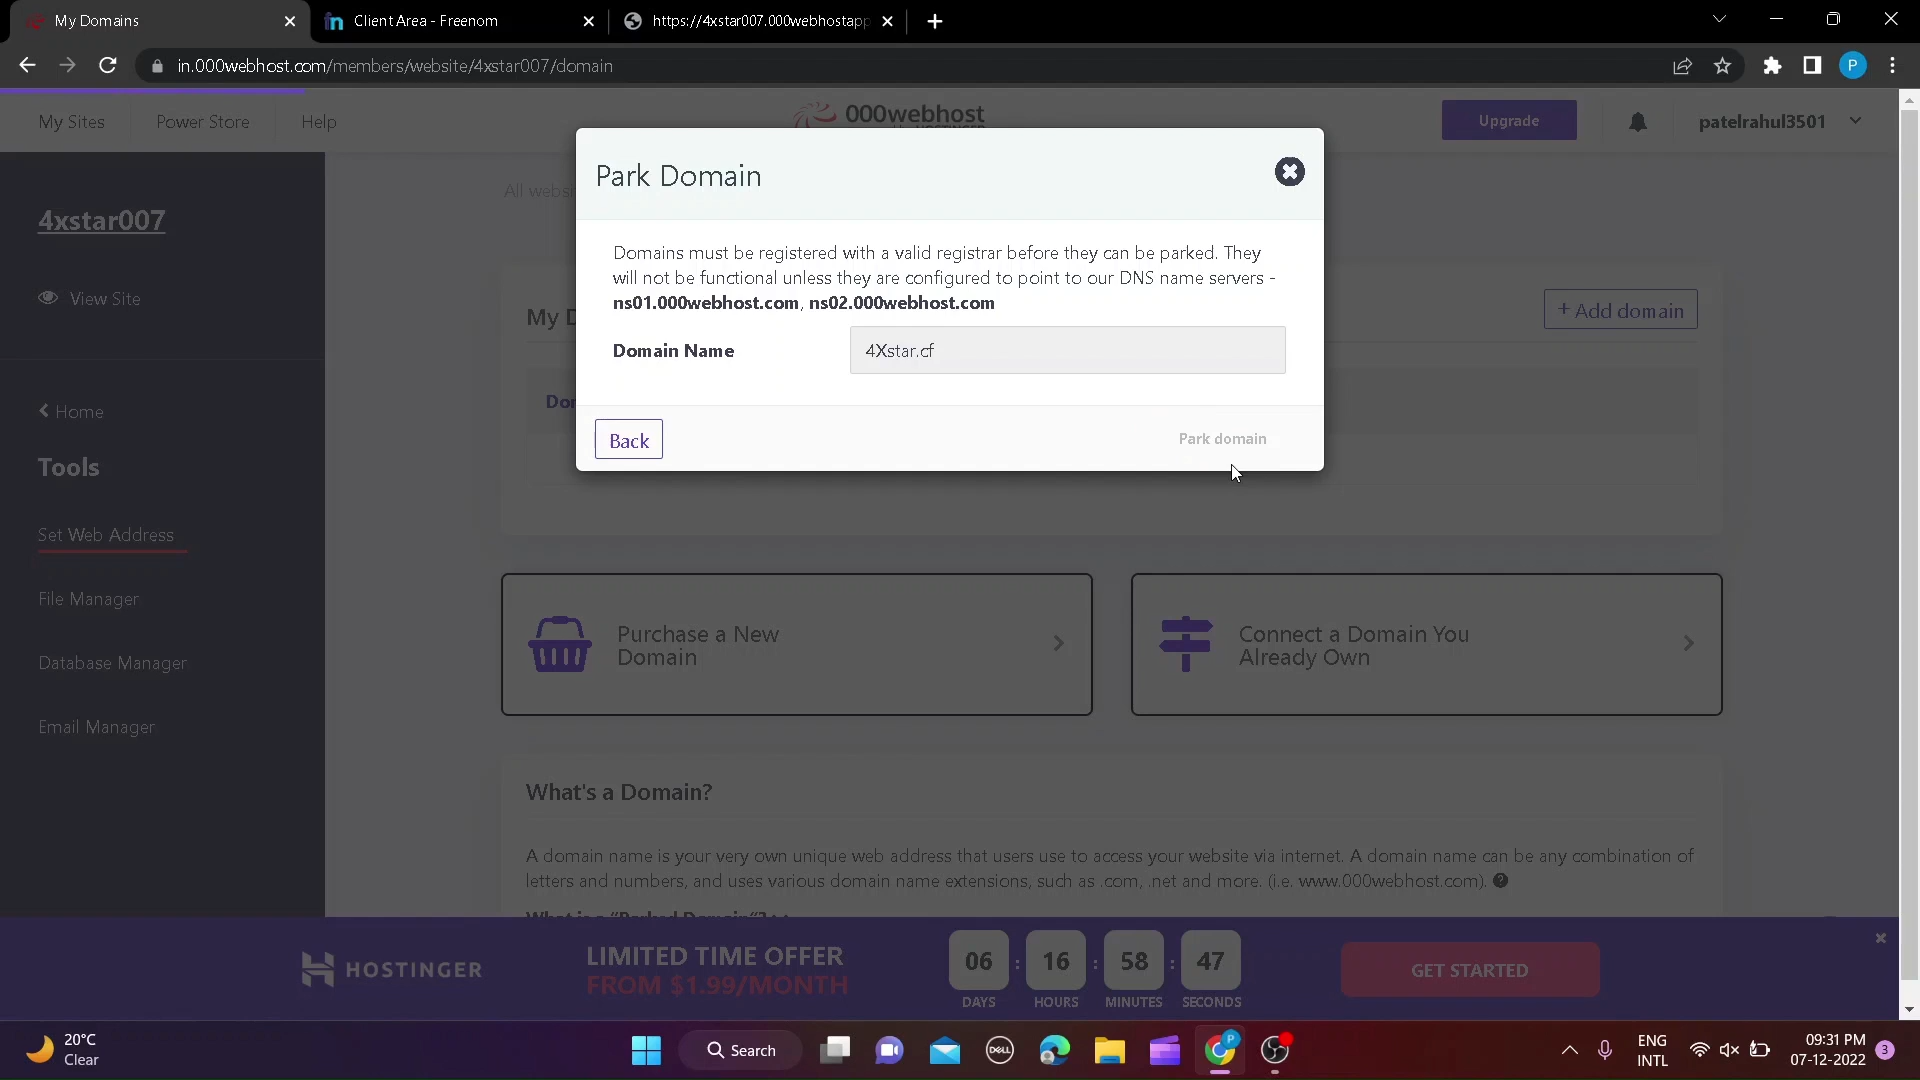 My Domains
Client Area - Freenom
https://4xstar007.000webhostapp
in.000webhost.com/members/website/4xstar007/domain
P
My Sites
Power Store
Help
000webhost
Upgrade
patelrahul3501
4xstar007
View Site
Home
Tools
Set Web Address
File Manager
Database Manager
Email Manager
All websi
Park Domain
Domains must be registered with a valid registrar before they can be parked. They
will not be functional unless they are configured to point to our DNS name servers -
ns01.000webhost.com, ns02.000webhost.com
Domain Name
4Xstar.cf
Back
Park domain
My D
+ Add domain
Dor
Purchase a New
Domain
Connect a Domain You
Already Own
What's a Domain?
A domain name is your very own unique web address that users use to access your website via internet. A domain name can be any combination of
letters and numbers, and uses various domain name extensions, such as .com, .net and more. (i.e. www.000webhost.com). ?
What is a "Parked Domain"?
HOSTINGER
LIMITED TIME OFFER
FROM $1.99/MONTH
06 : 16 : 58 : 47
DAYS HOURS MINUTES SECONDS
GET STARTED
20°C
Clear
Search
DELL
P
ENG
INTL
09:31 PM
07-12-2022
3